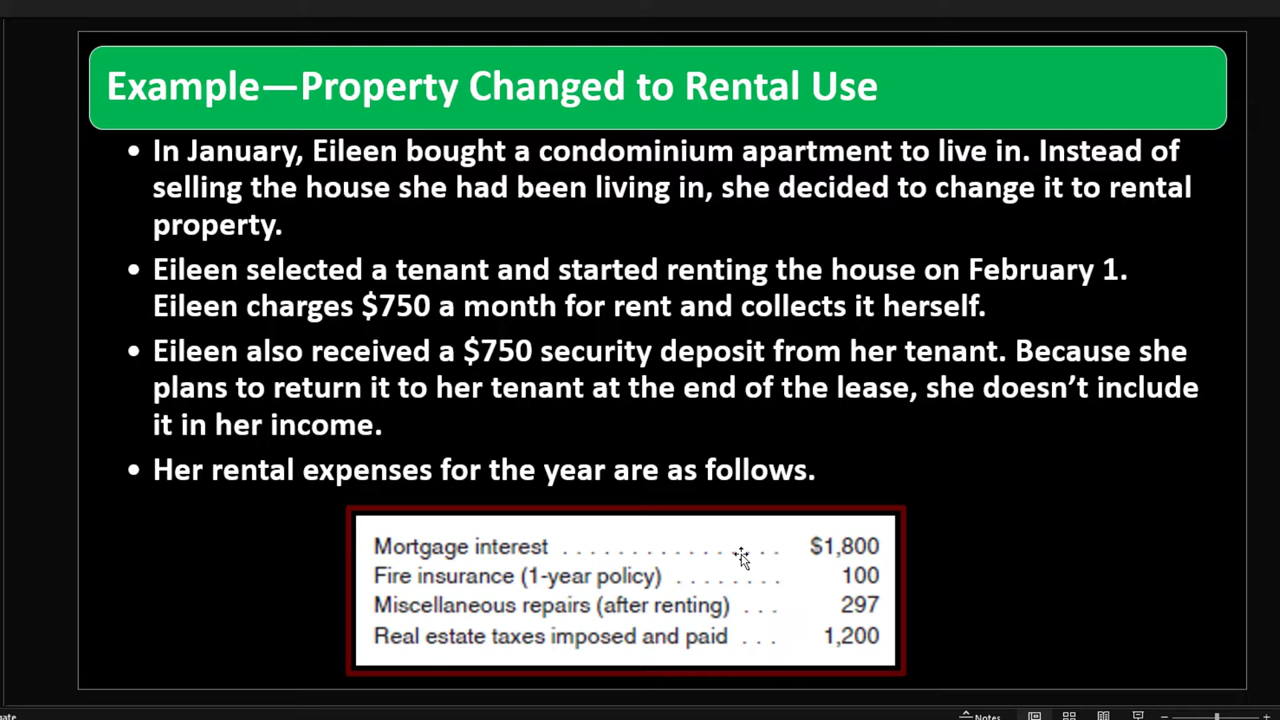 Example—Property Changed to Rental Use
• In January, Eileen bought a condominium apartment to live in. Instead of
selling the house she had been living in, she decided to change it to rental
property.
• Eileen selected a tenant and started renting the house on February 1.
Eileen charges $750 a month for rent and collects it herself.
• Eileen also received a $750 security deposit from her tenant. Because she
plans to return it to her tenant at the end of the lease, she doesn’t include
it in her income.
• Her rental expenses for the year are as follows.
Mortgage interest . . . . . . . . . . . . . . . . $1,800
Fire insurance (1-year policy) . . . . . . . . 100
Miscellaneous repairs (after renting) . . . 297
Real estate taxes imposed and paid . . . 1,200
Notes